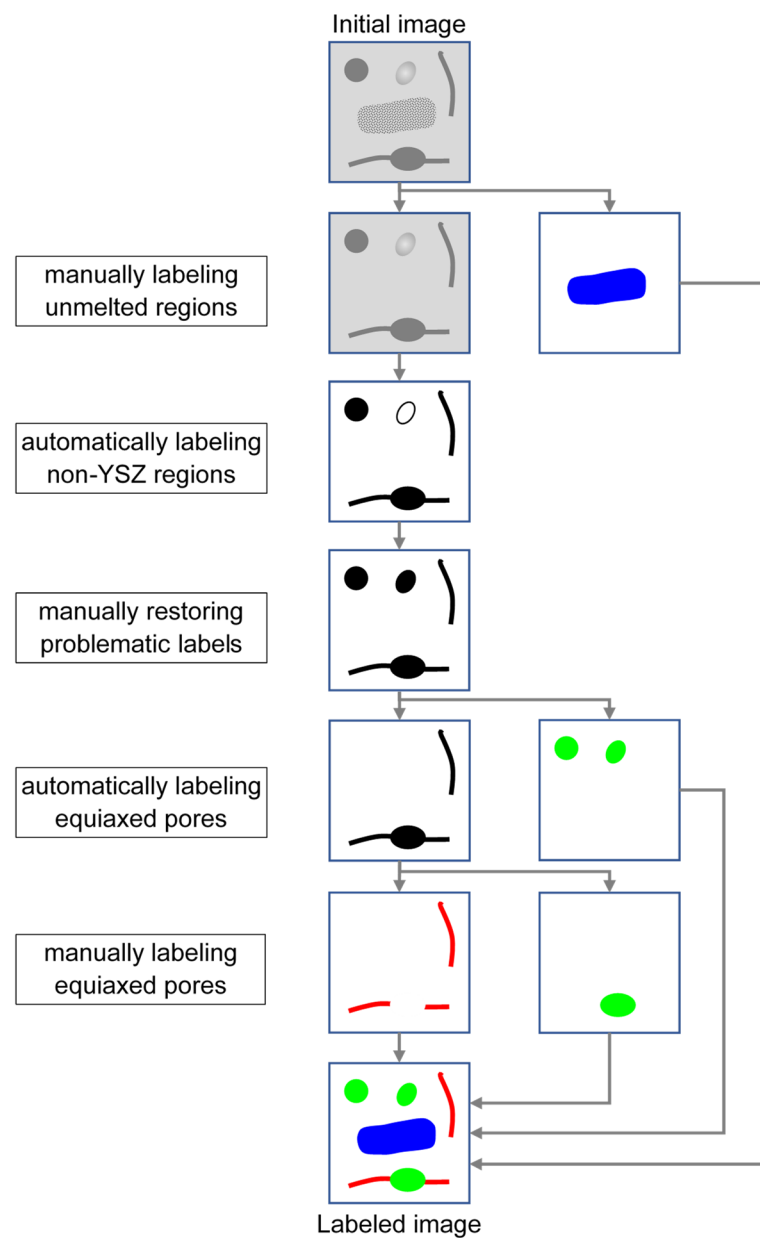 Initial image
manually labeling
unmelted regions
automatically labeling
non-YSZ regions
manually restoring
problematic labels
automatically labeling
equiaxed pores
manually labeling
equiaxed pores
Labeled image